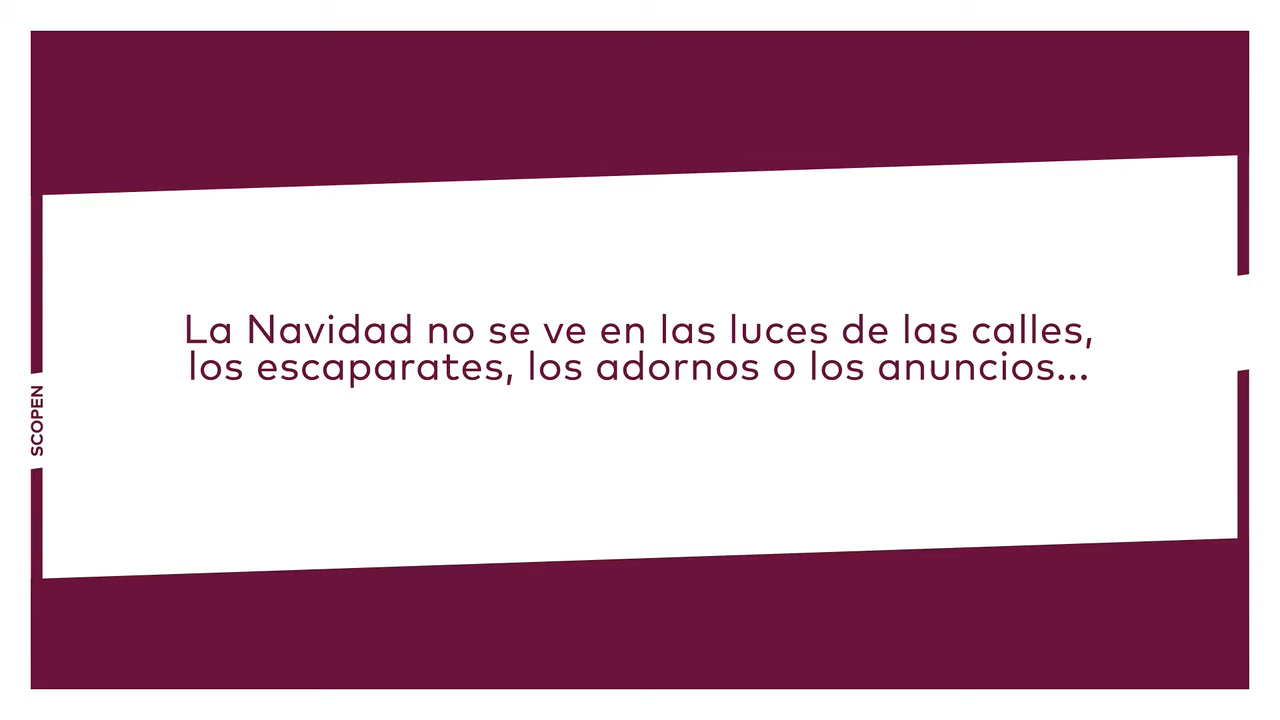 La Navidad no se ve en las luces de las calles,
los escaparates, los adornos o los anuncios...
SCOPEN